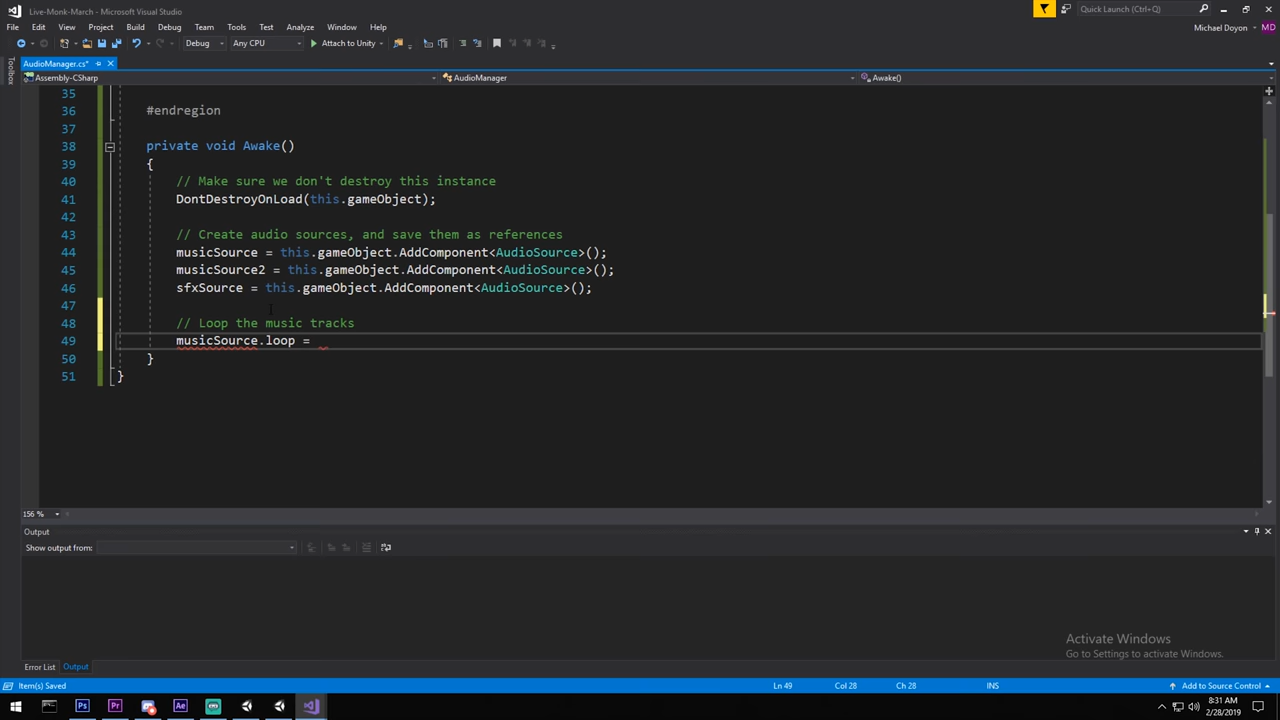 Live-Monk-March - Microsoft Visual Studio
Quick Launch (Ctrl+Q)
File Edit View Project Build Debug Team Tools Test Analyze Window Help
Michael Doyon MD
Debug Any CPU Attach to Unity
Toolbox
AudioManager.cs*
Assembly-CSharp AudioManager Awake()
35
36 #endregion
37
38 private void Awake()
39 {
40 // Make sure we don't destroy this instance
41 DontDestroyOnLoad(this.gameObject);
42
43 // Create audio sources, and save them as references
44 musicSource = this.gameObject.AddComponent<AudioSource>();
45 musicSource2 = this.gameObject.AddComponent<AudioSource>();
46 sfxSource = this.gameObject.AddComponent<AudioSource>();
47
48 // Loop the music tracks
49 musicSource.loop =
50 }
51 }
156 %
Output
Show output from:
Activate Windows
Go to Settings to activate Windows.
Error List Output
Item(s) Saved Ln 49 Col 28 Ch 28 INS Add to Source Control
Ps Pr Ae
8:31 AM
2/28/2019